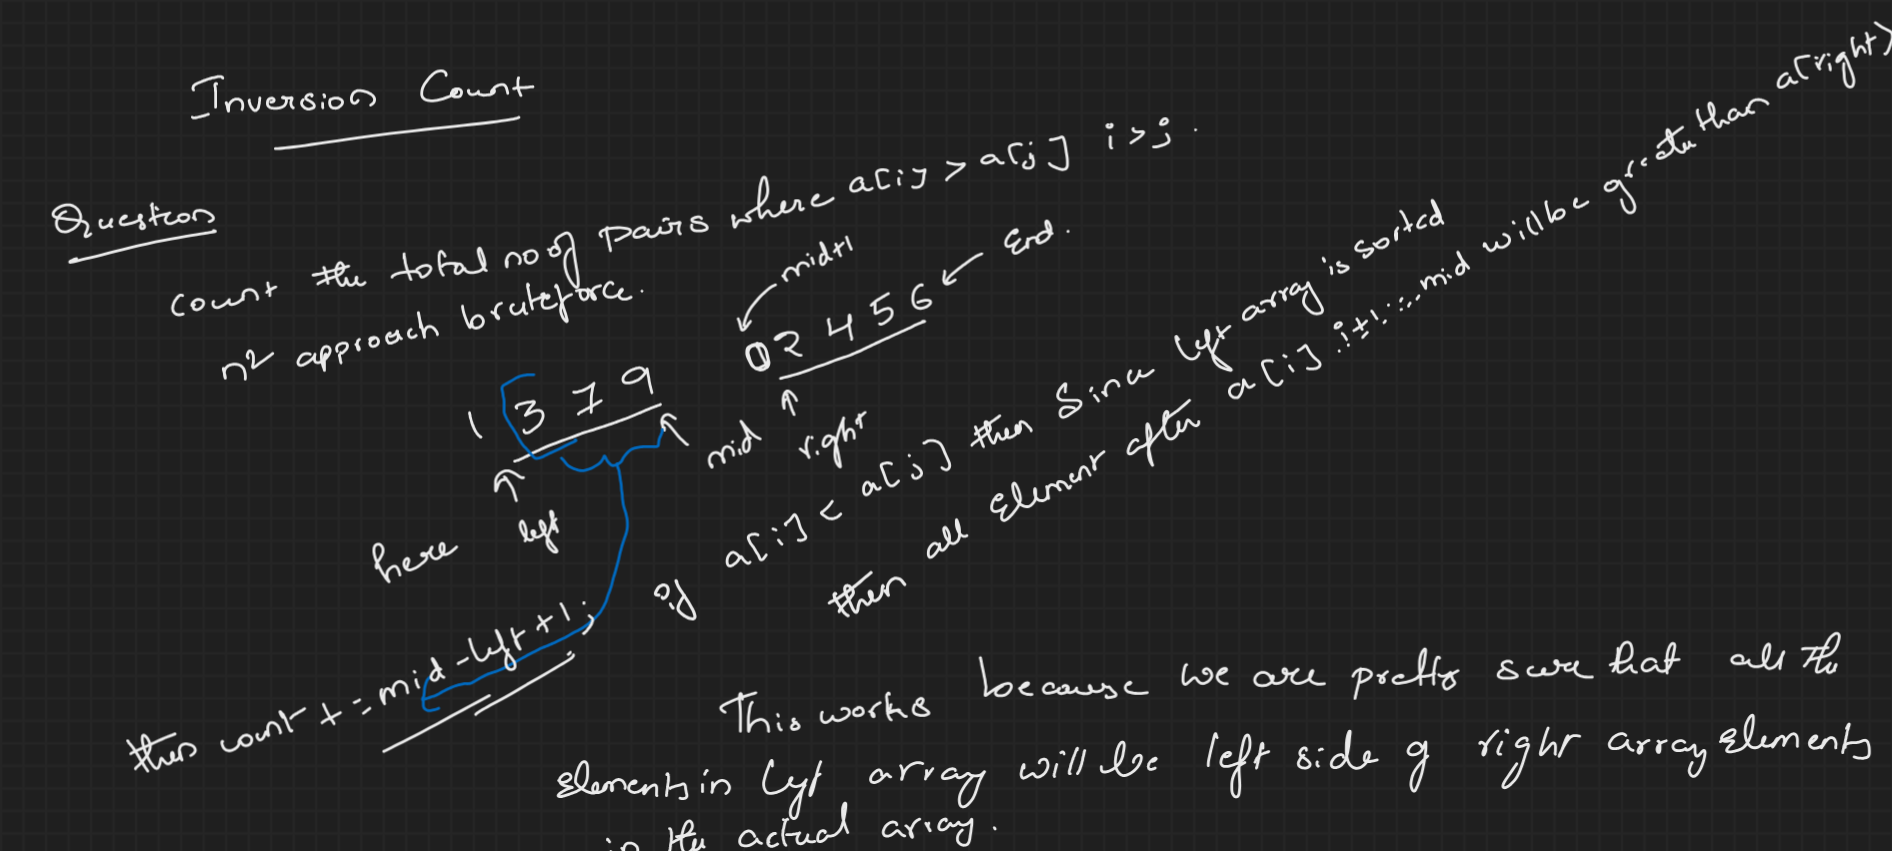 Inversion Count
Question
count the total no of pairs where a[i] > a[j] i > j.
n² approach bruteforce.
mid+1
End.
1 3 7 9 0 2 4 5 6
here left
mid
right
if a[i] < a[j] then Since left array is sorted
then all Element after a[i] . i+1 . . . . mid will be greater than a[right)
then count + = mid - left + 1;
This works because we are pretty sure that all the
Elements in left array will be left side of right array Elements
in the actual array.